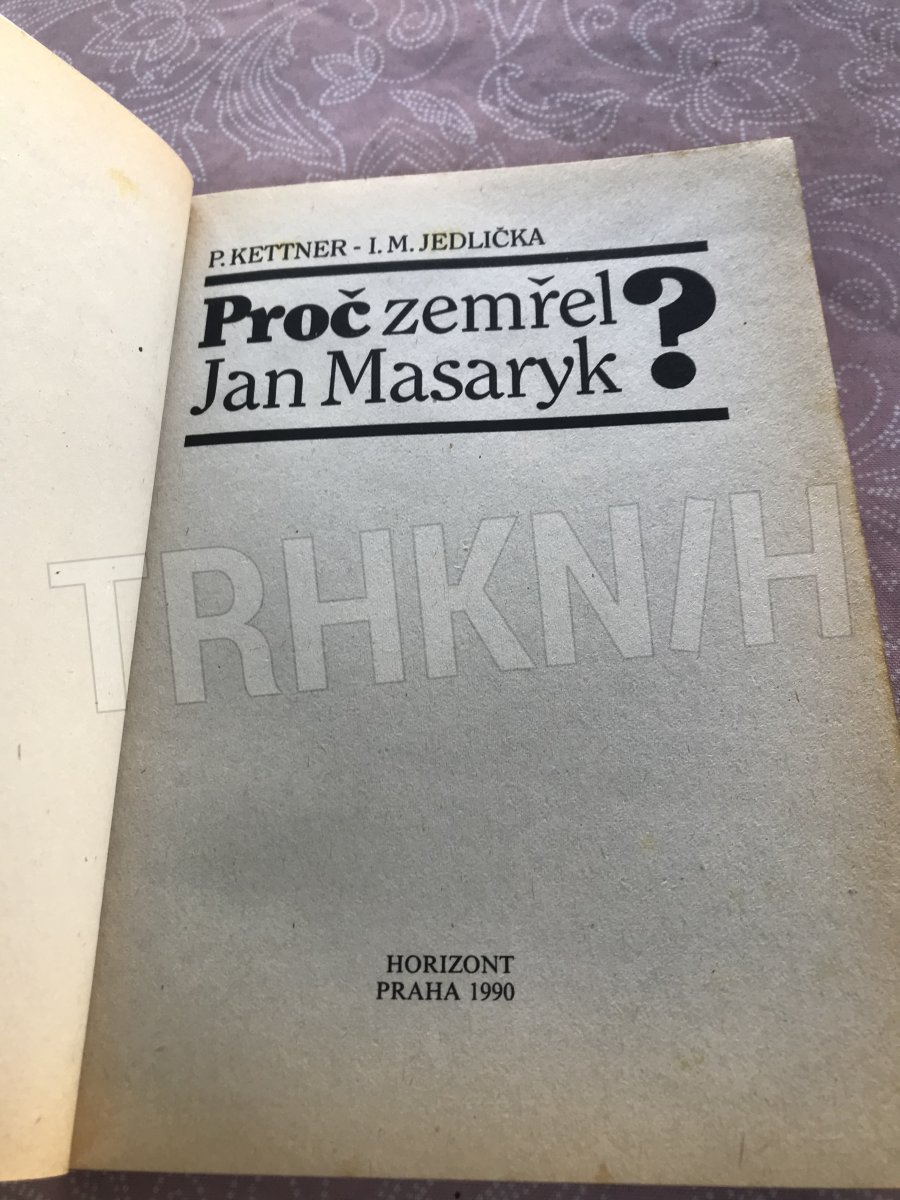 P. KETTNER - I. M. JEDLIČKA
Proč zemřel
Jan Masaryk?
TRHKNIH
HORIZONT
PRAHA 1990